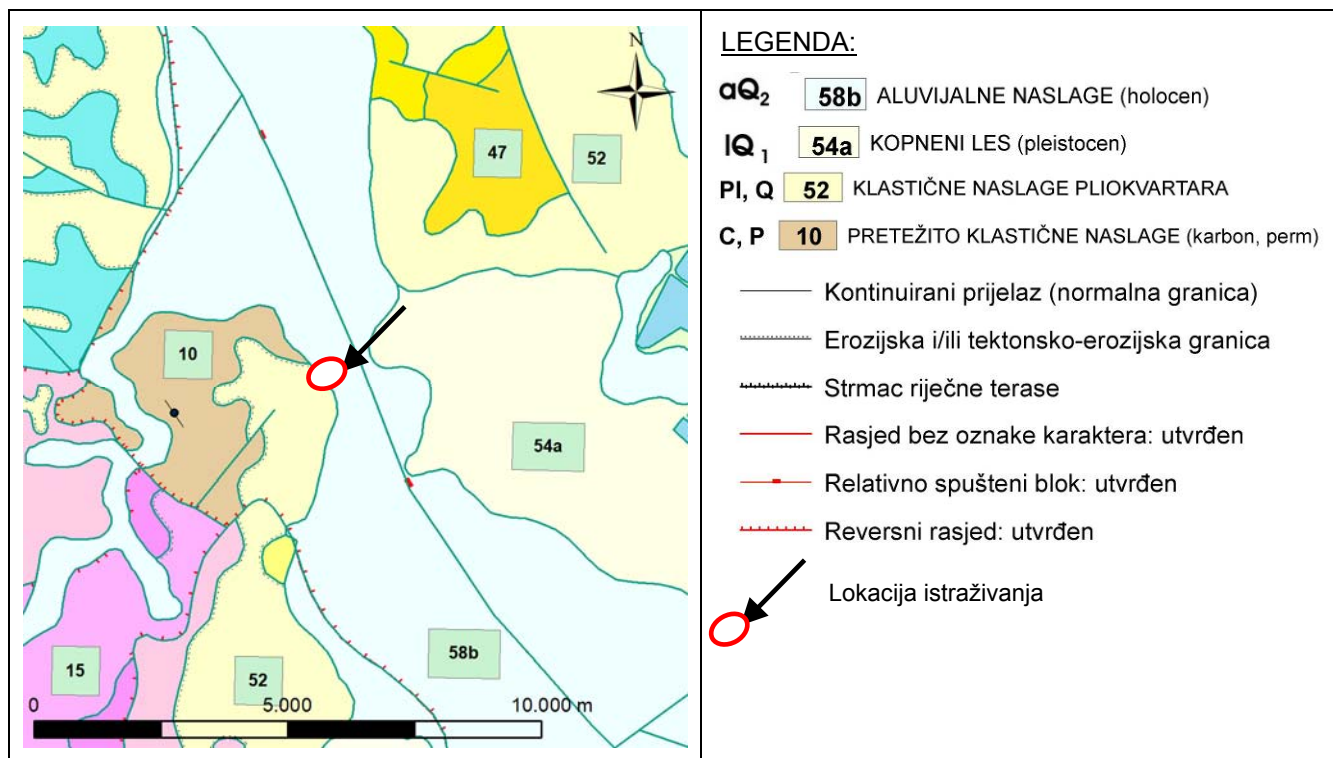 N
47
52
10
54a
58b
15
52
0
5.000
10.000 m
LEGENDA:
aQ2 58b ALUVIJALNE NASLAGE (holocen)
lQ1 54a KOPNENI LES (pleistocen)
Pl, Q 52 KLASTIČNE NASLAGE PLIOKVARTARA
C, P 10 PRETEŽITO KLASTIČNE NASLAGE (karbon, perm)
Kontinuirani prijelaz (normalna granica)
Erozijska i/ili tektonsko-erozijska granica
Strmac riječne terase
Rasjed bez oznake karaktera: utvrđen
Relativno spušteni blok: utvrđen
Reversni rasjed: utvrđen
Lokacija istraživanja